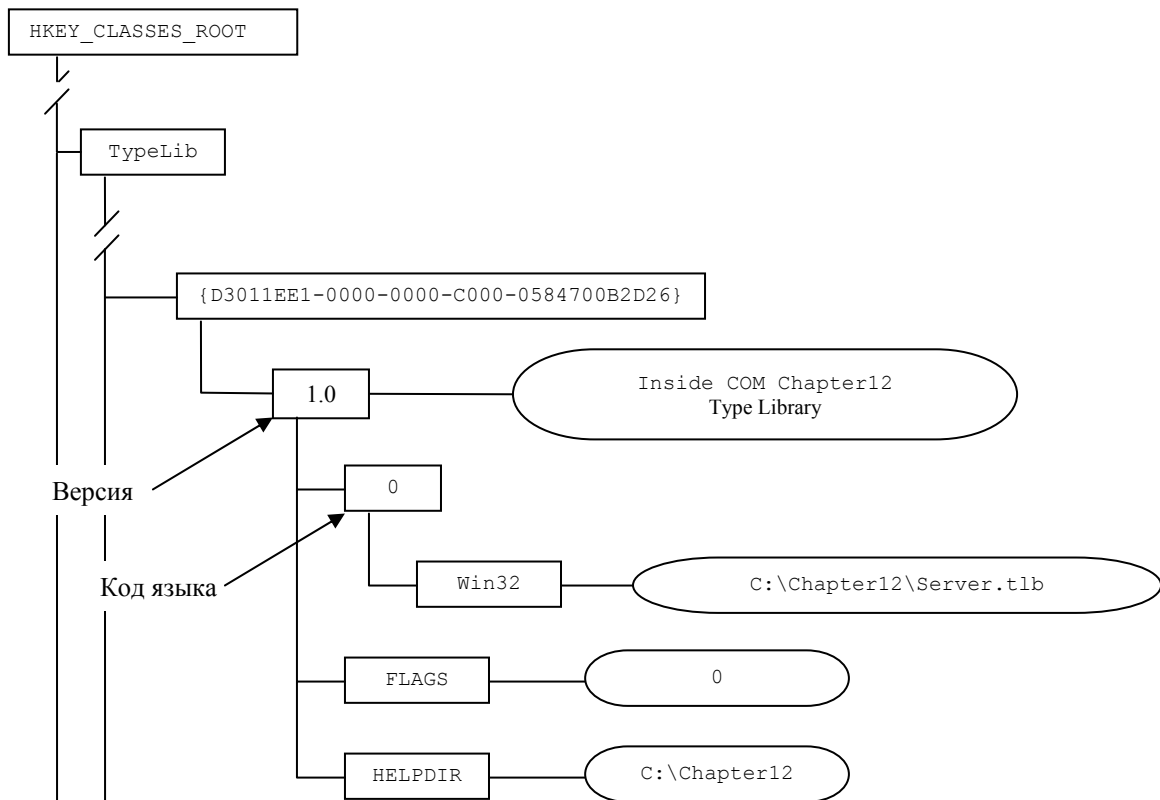 HKEY_CLASSES_ROOT
TypeLib
{D3011EE1-0000-0000-C000-0584700B2D26}
1.0
Inside COM Chapter12
Type Library
Версия
0
Код языка
Win32
C:\Chapter12\Server.tlb
FLAGS
0
HELPDIR
C:\Chapter12